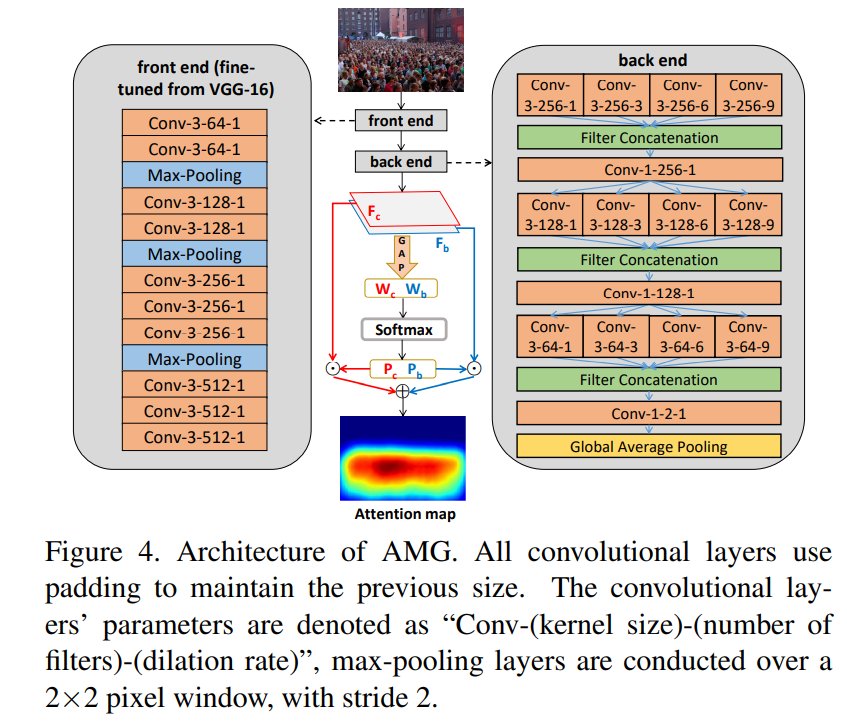 front end (fine-
tuned from VGG-16)
Conv-3-64-1
Conv-3-64-1
Max-Pooling
Conv-3-128-1
Conv-3-128-1
Max-Pooling
Conv-3-256-1
Conv-3-256-1
Conv-3-256-1
Max-Pooling
Conv-3-512-1
Conv-3-512-1
Conv-3-512-1
front end
back end
Fc
Fb
G
A
P
Wc Wb
Softmax
Pc Pb
Attention map
back end
Conv- Conv- Conv- Conv-
3-256-1 3-256-3 3-256-6 3-256-9
Filter Concatenation
Conv-1-256-1
Conv- Conv- Conv- Conv-
3-128-1 3-128-3 3-128-6 3-128-9
Filter Concatenation
Conv-1-128-1
Conv- Conv- Conv- Conv-
3-64-1 3-64-3 3-64-6 3-64-9
Filter Concatenation
Conv-1-2-1
Global Average Pooling
Figure 4. Architecture of AMG. All convolutional layers use
padding to maintain the previous size. The convolutional lay-
ers’ parameters are denoted as “Conv-(kernel size)-(number of
filters)-(dilation rate)”, max-pooling layers are conducted over a
2×2 pixel window, with stride 2.